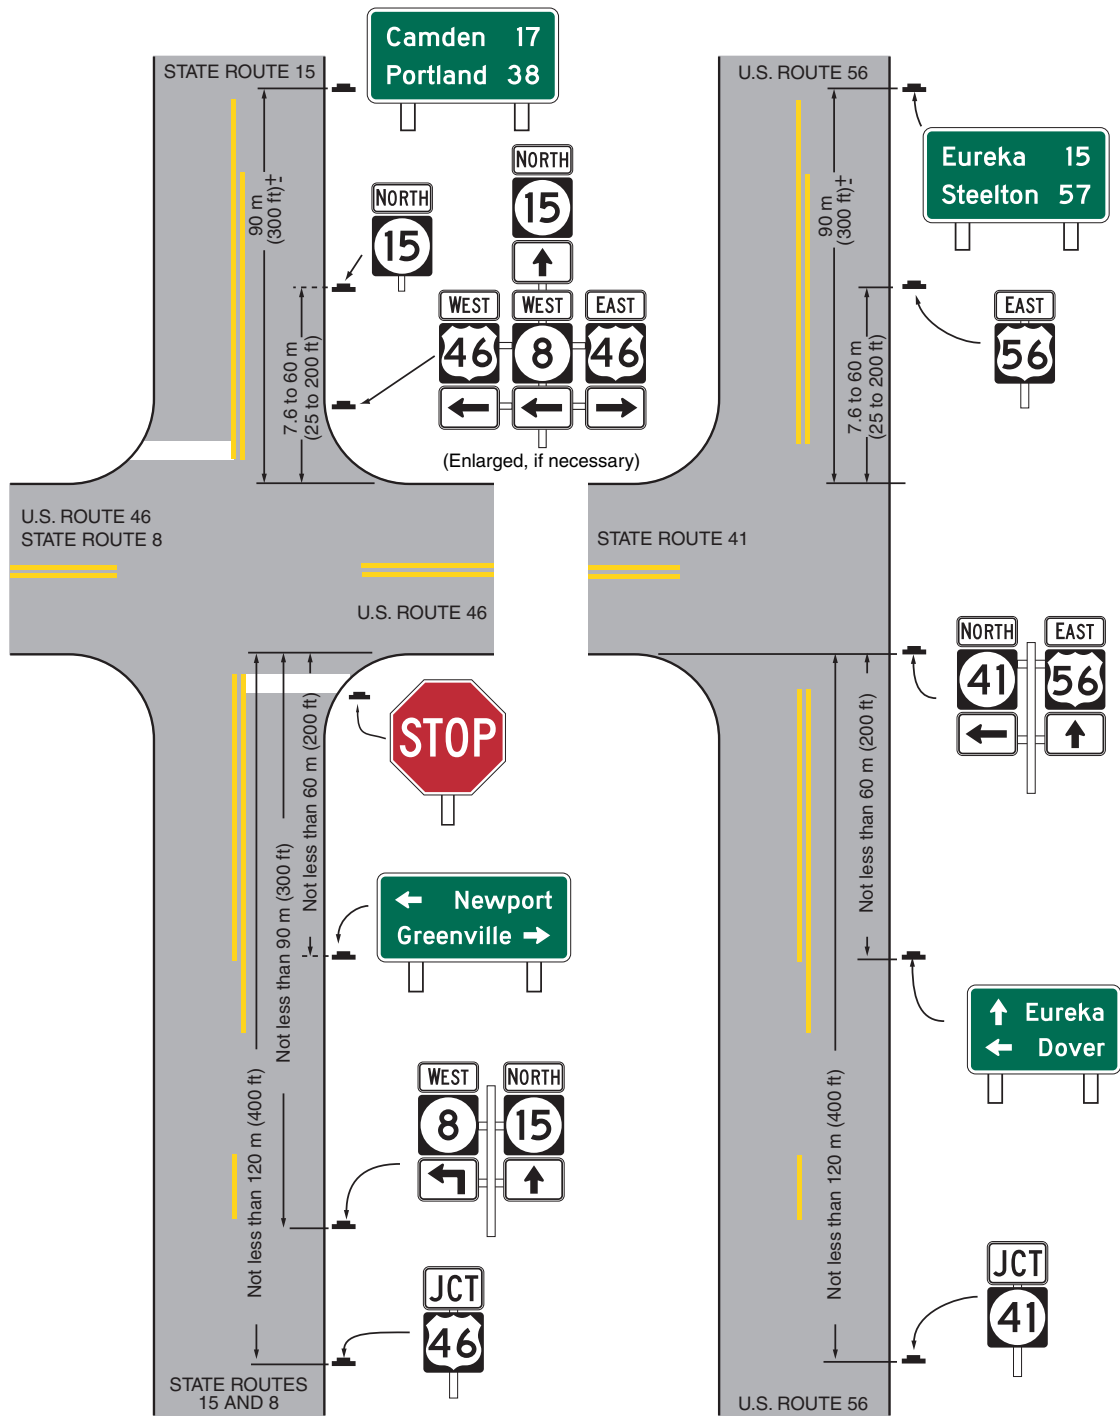 STATE ROUTE 15
Camden 17
Portland 38
90 m
(300 ft)±
NORTH
15
NORTH
15
7.6 to 60 m
(25 to 200 ft)
WEST
46
WEST
8
EAST
46
(Enlarged, if necessary)
U.S. ROUTE 46
STATE ROUTE 8
U.S. ROUTE 46
STOP
Not less than 60 m (200 ft)
Not less than 90 m (300 ft)
Not less than 120 m (400 ft)
Newport
Greenville
WEST
8
NORTH
15
JCT
46
STATE ROUTES
15 AND 8
U.S. ROUTE 56
Eureka 15
Steelton 57
90 m
(300 ft)±
EAST
56
7.6 to 60 m
(25 to 200 ft)
STATE ROUTE 41
NORTH
41
EAST
56
Not less than 60 m (200 ft)
Not less than 120 m (400 ft)
Eureka
Dover
JCT
41
U.S. ROUTE 56